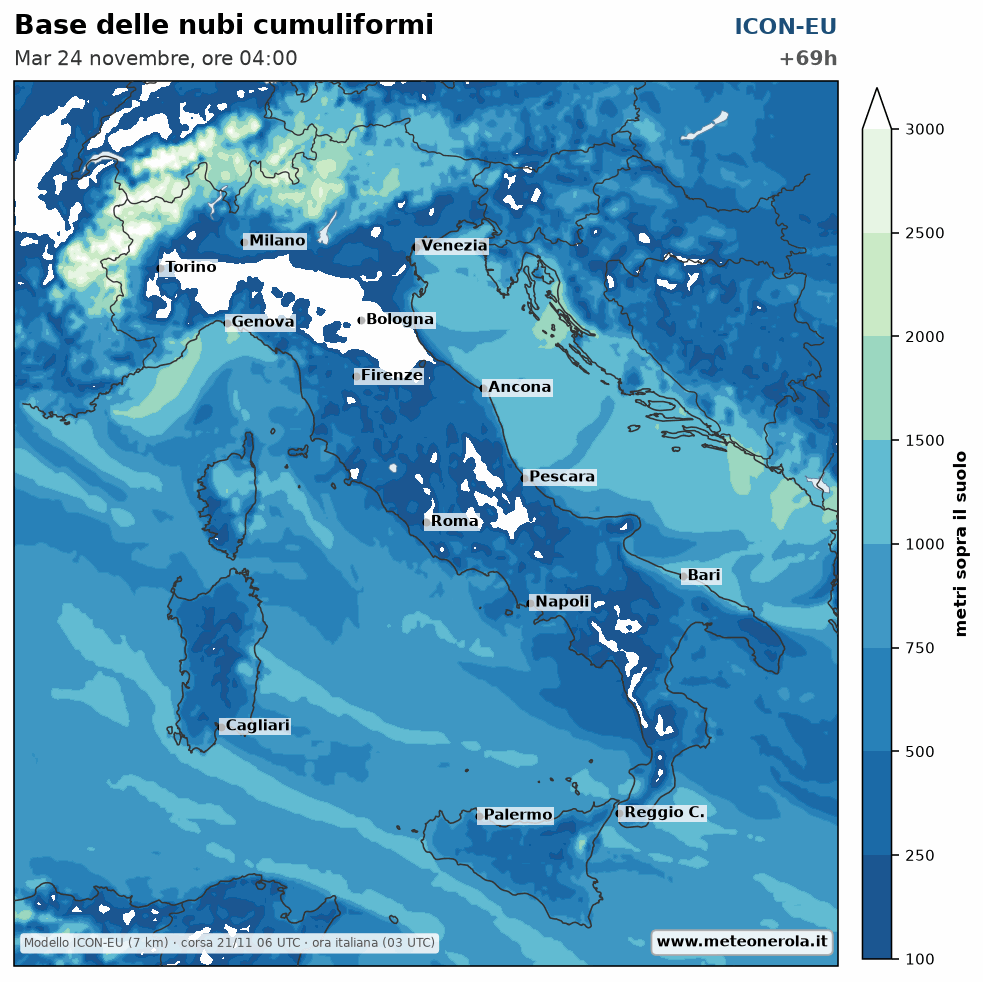 Base delle nubi cumuliformi
ICON-EU
Mar 24 novembre, ore 04:00
+69h
3000
2500
2000
1500
1000
750
500
250
100
metri sopra il suolo
Milano
Venezia
Torino
Genova
Bologna
Firenze
Ancona
Pescara
Roma
Bari
Napoli
Cagliari
Palermo
Reggio C.
Modello ICON-EU (7 km) · corsa 21/11 06 UTC · ora italiana (03 UTC)
www.meteonerola.it